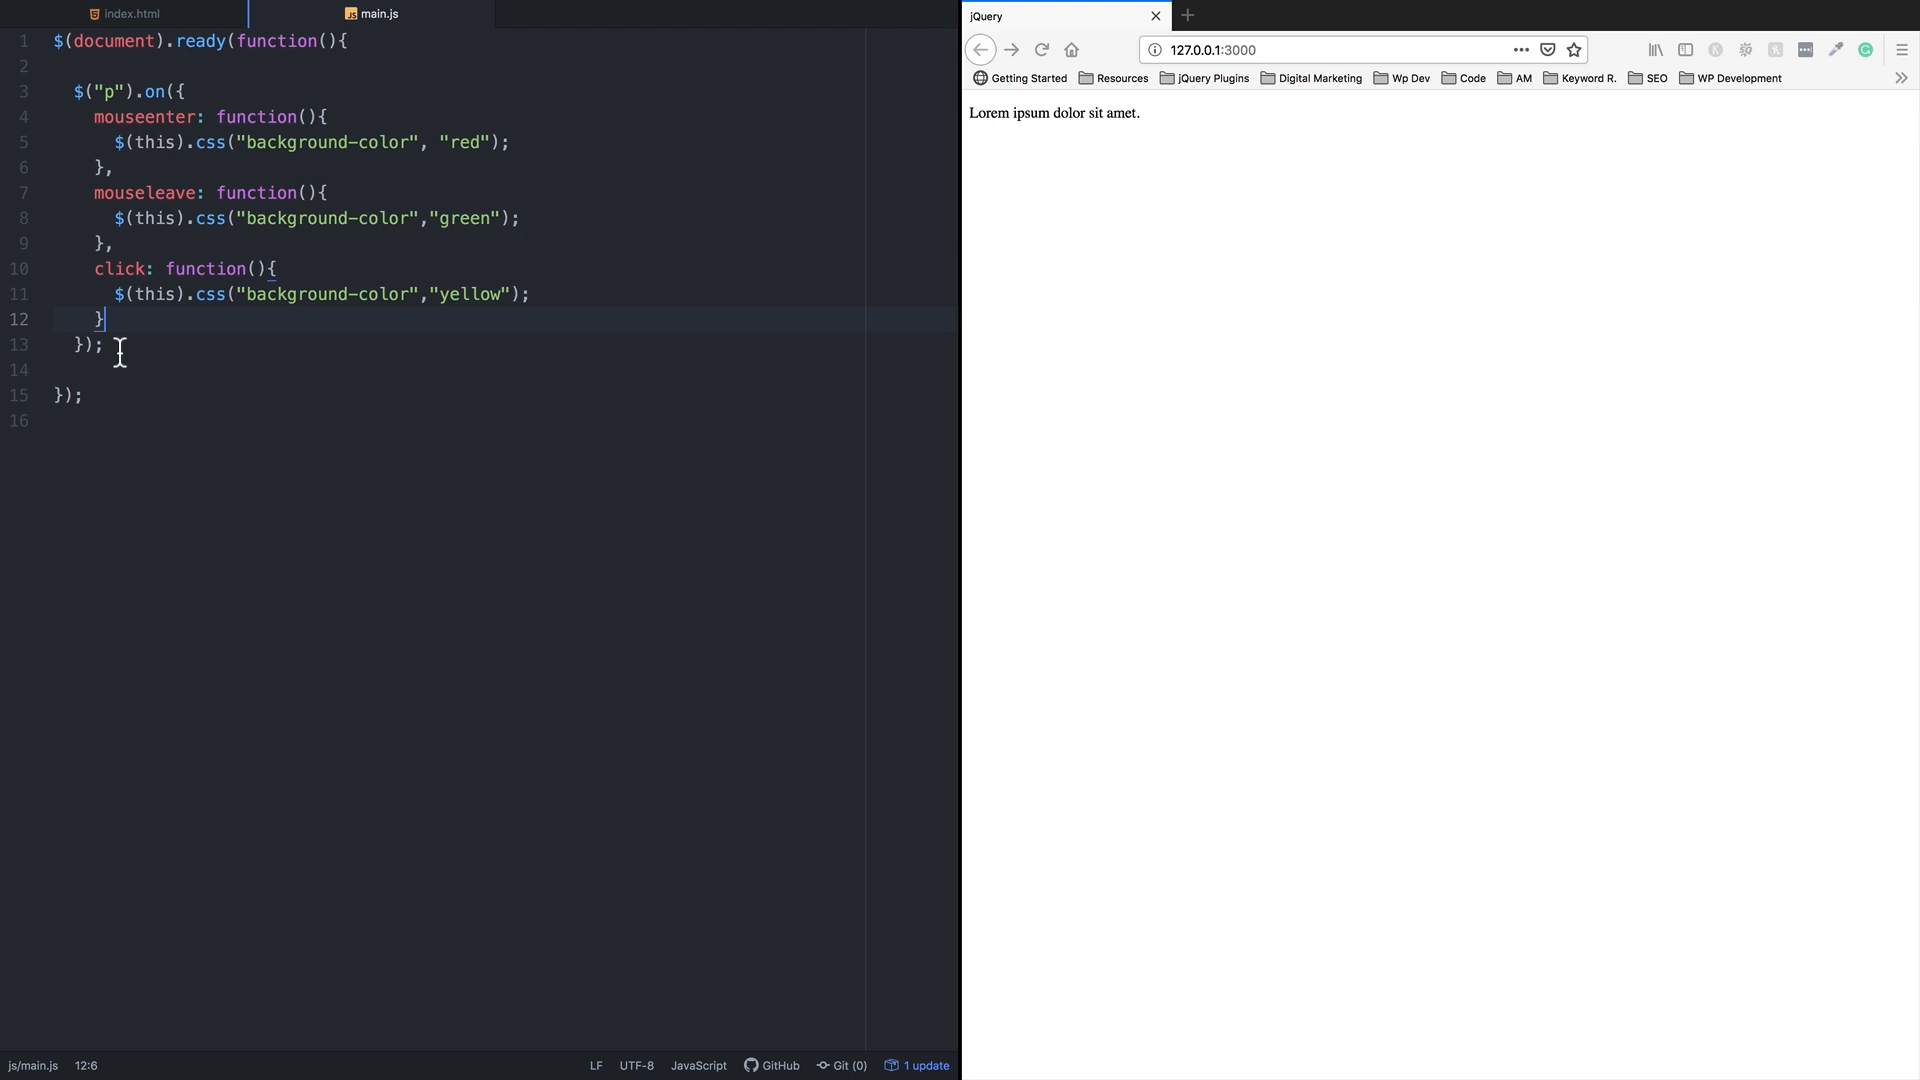 index.html
main.js
1 $(document).ready(function(){
2
3 $("p").on({
4 mouseenter: function(){
5 $(this).css("background-color", "red");
6 },
7 mouseleave: function(){
8 $(this).css("background-color","green");
9 },
10 click: function(){
11 $(this).css("background-color","yellow");
12 }
13 });
14
15 });
16
js/main.js 12:6 LF UTF-8 JavaScript GitHub Git (0) 1 update
jQuery
127.0.0.1:3000
Getting Started Resources jQuery Plugins Digital Marketing Wp Dev Code AM Keyword R. SEO WP Development
Lorem ipsum dolor sit amet.